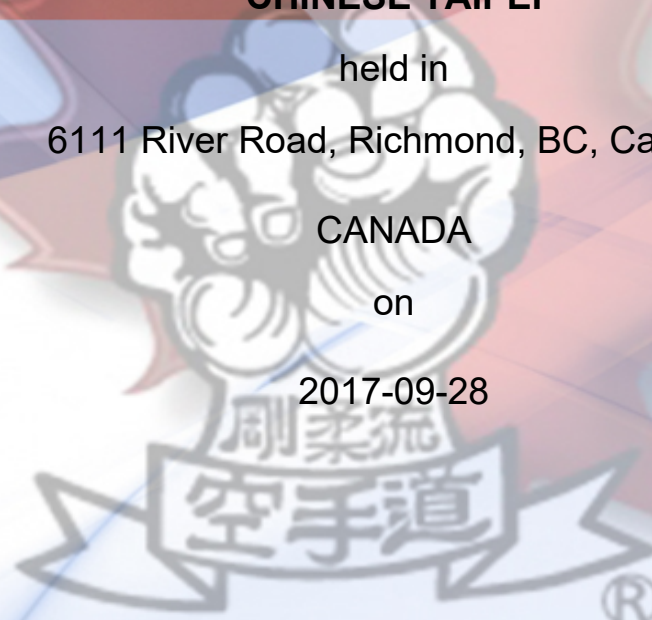 CHINESE TAIPEI
held in
6111 River Road, Richmond, BC, Ca
CANADA
on
2017-09-28
剛柔流
空手道
®